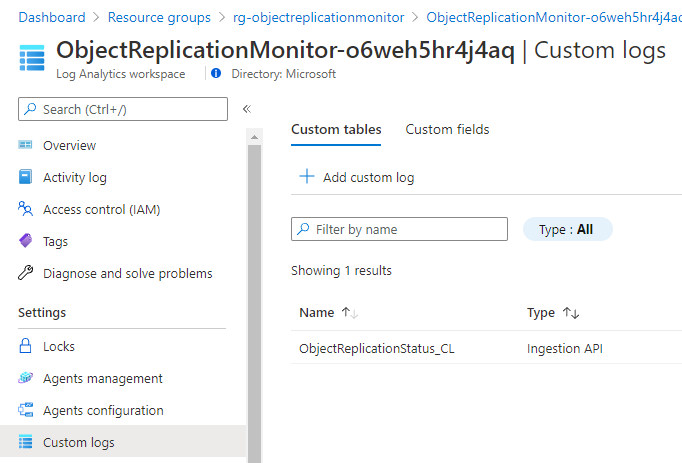 Dashboard > Resource groups > rg-objectreplicationmonitor > ObjectReplicationMonitor-o6weh5hr4j4aq
ObjectReplicationMonitor-o6weh5hr4j4aq | Custom logs
Log Analytics workspace | Directory: Microsoft
Search (Ctrl+/)
«
Overview
Activity log
Access control (IAM)
Tags
Diagnose and solve problems
Settings
Locks
Agents management
Agents configuration
Custom logs
Custom tables Custom fields
+ Add custom log
Filter by name Type : All
Showing 1 results
Name ↑↓ Type ↑↓
ObjectReplicationStatus_CL Ingestion API